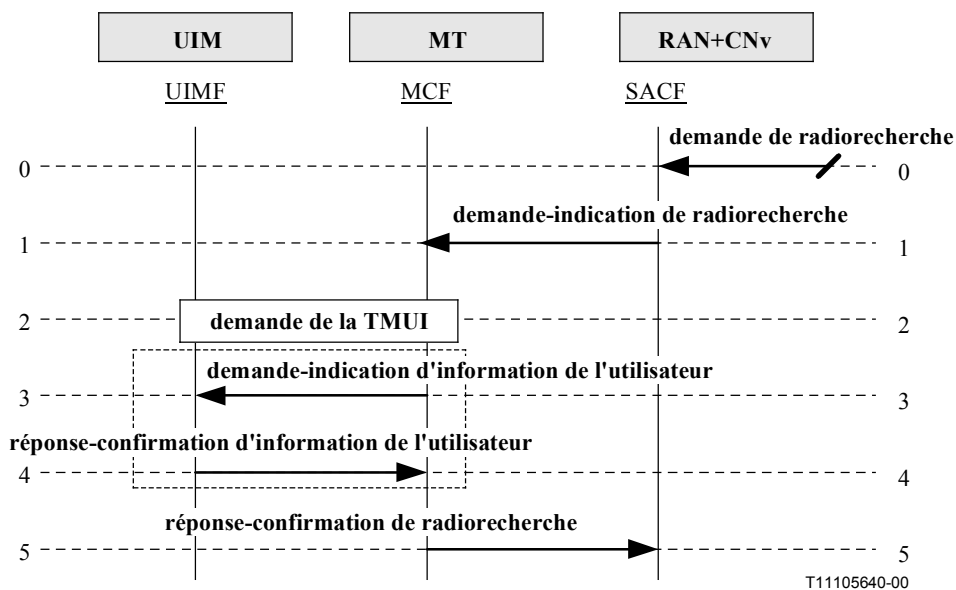 UIM MT RAN+CNv
UIMF MCF SACF
demande de radiorecherche
0 0
demande-indication de radiorecherche
1 1
2 demande de la TMUI 2
demande-indication d'information de l'utilisateur
3 3
réponse-confirmation d'information de l'utilisateur
4 4
réponse-confirmation de radiorecherche
5 5
T11105640-00